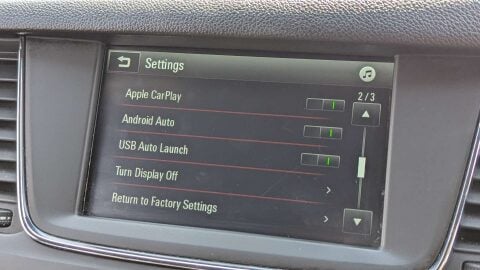 Settings
Apple CarPlay
2/3
Android Auto
USB Auto Launch
Turn Display Off
Return to Factory Settings